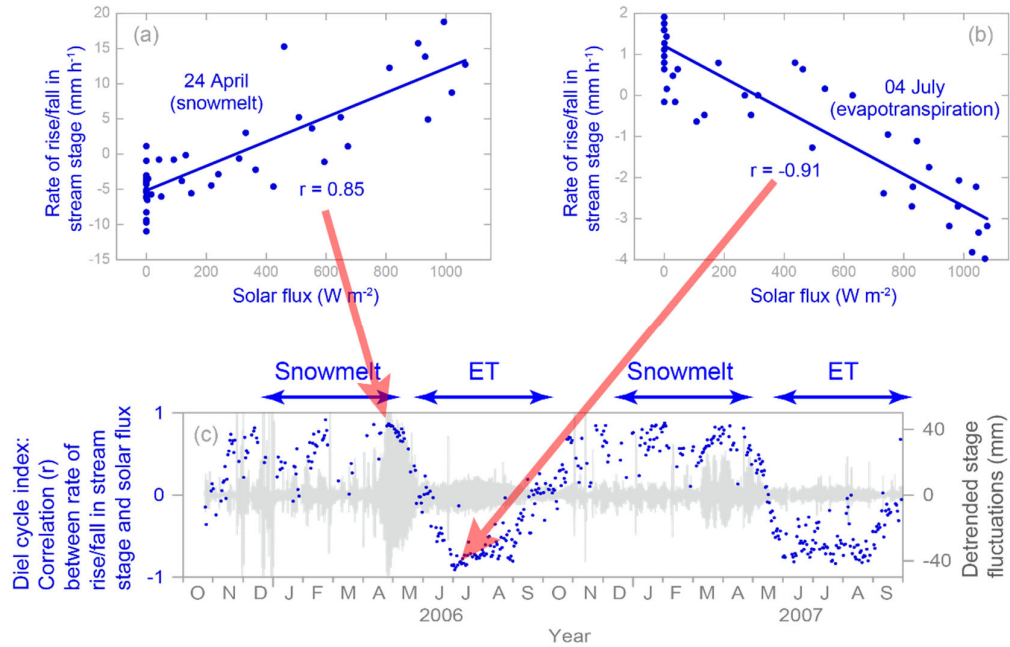 (a)
24 April
(snowmelt)
r = 0.85
Rate of rise/fall in
stream stage (mm h⁻¹)
20
15
10
5
0
-5
-10
-15
0 200 400 600 800 1000
Solar flux (W m⁻²)
(b)
04 July
(evapotranspiration)
r = -0.91
Rate of rise/fall in
stream stage (mm h⁻¹)
2
1
0
-1
-2
-3
-4
0 200 400 600 800 1000
Solar flux (W m⁻²)
Snowmelt ET Snowmelt ET
(c)
Diel cycle index:
Correlation (r)
between rate of
rise/fall in stream
stage and solar flux
1
0
-1
40
0
-40
Detrended stage
fluctuations (mm)
O N D J F M A M J J A S O N D J F M A M J J A S
2006 2007
Year